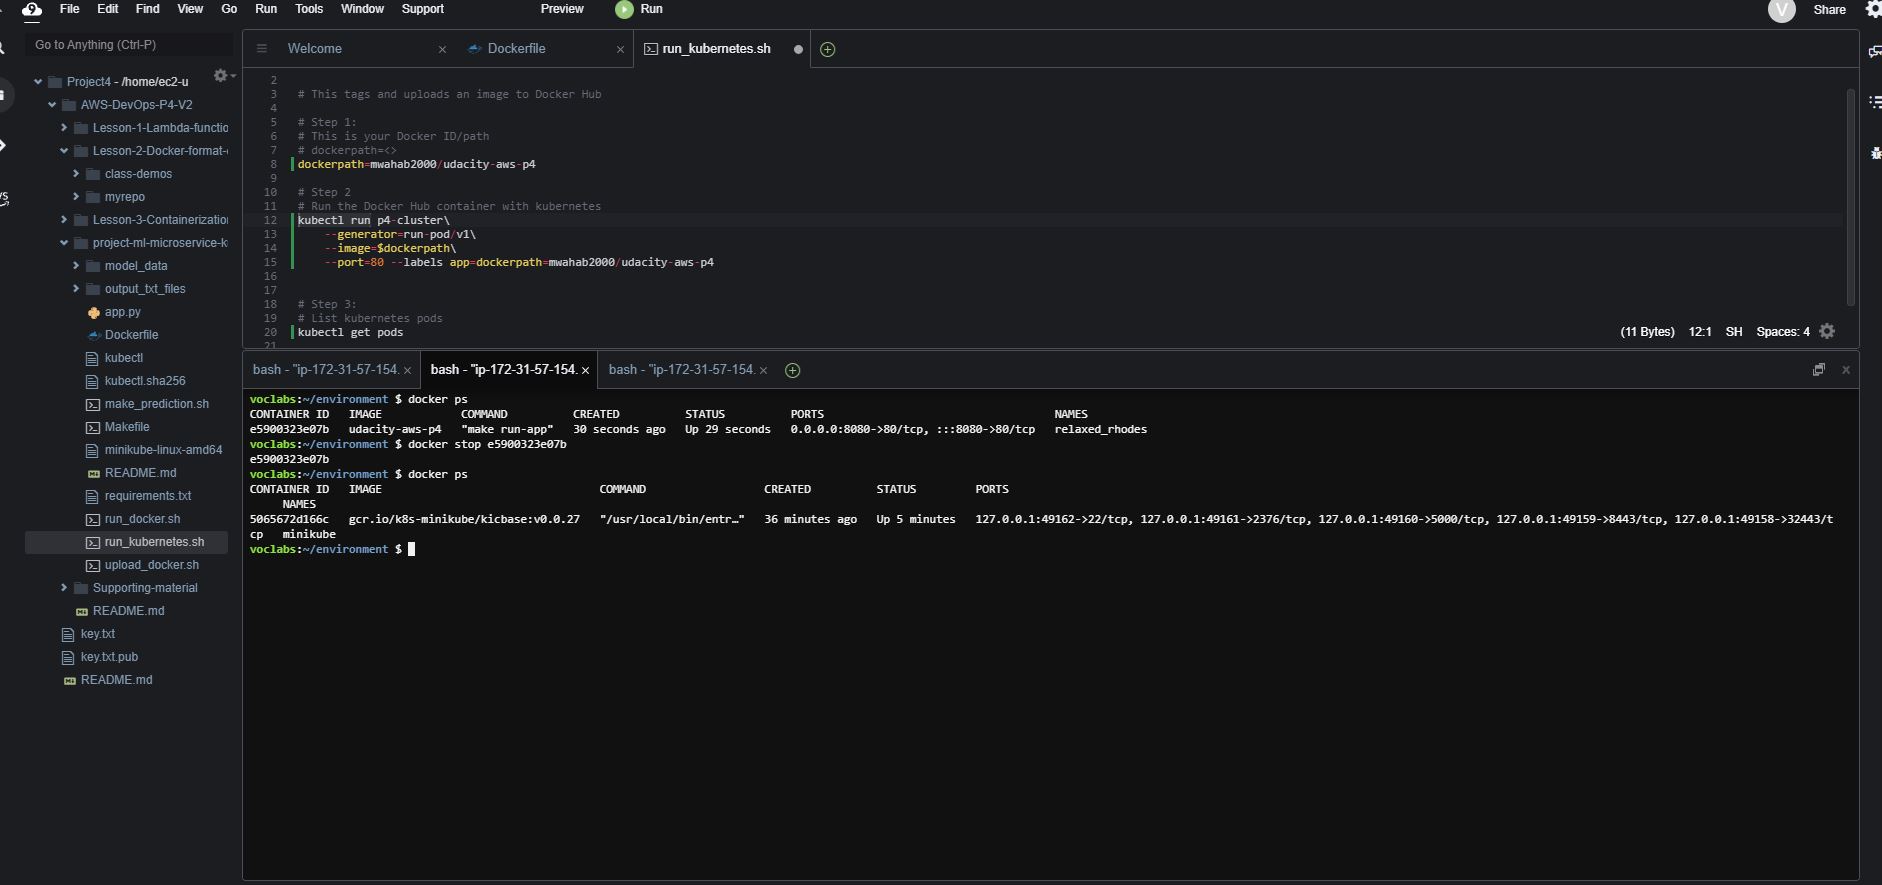 File Edit Find View Go Run Tools Window Support Preview Run V Share
Go to Anything (Ctrl-P)
Welcome Dockerfile run_kubernetes.sh
Project4 - /home/ec2-u
AWS-DevOps-P4-V2
Lesson-1-Lambda-functio
Lesson-2-Docker-format-
class-demos
myrepo
Lesson-3-Containerization
project-ml-microservice-k
model_data
output_txt_files
app.py
Dockerfile
kubectl
kubectl.sha256
make_prediction.sh
Makefile
minikube-linux-amd64
README.md
requirements.txt
run_docker.sh
run_kubernetes.sh
upload_docker.sh
Supporting-material
README.md
key.txt
key.txt.pub
README.md
2
3 # This tags and uploads an image to Docker Hub
4
5 # Step 1:
6 # This is your Docker ID/path
7 # dockerpath=<>
8 dockerpath=mwahab2000/udacity-aws-p4
9
10 # Step 2
11 # Run the Docker Hub container with kubernetes
12 kubectl run p4-cluster\
13 --generator=run-pod/v1\
14 --image=$dockerpath\
15 --port=80 --labels app=dockerpath=mwahab2000/udacity-aws-p4
16
17
18 # Step 3:
19 # List kubernetes pods
20 kubectl get pods
21
(11 Bytes) 12:1 SH Spaces: 4
bash - "ip-172-31-57-154. bash - "ip-172-31-57-154. bash - "ip-172-31-57-154.
voclabs:~/environment $ docker ps
CONTAINER ID IMAGE COMMAND CREATED STATUS PORTS NAMES
e5900323e07b udacity-aws-p4 "make run-app" 30 seconds ago Up 29 seconds 0.0.0.0:8080->80/tcp, :::8080->80/tcp relaxed_rhodes
voclabs:~/environment $ docker stop e5900323e07b
e5900323e07b
voclabs:~/environment $ docker ps
CONTAINER ID IMAGE COMMAND CREATED STATUS PORTS
NAMES
5065672d166c gcr.io/k8s-minikube/kicbase:v0.0.27 "/usr/local/bin/entr…" 36 minutes ago Up 5 minutes 127.0.0.1:49162->22/tcp, 127.0.0.1:49161->2376/tcp, 127.0.0.1:49160->5000/tcp, 127.0.0.1:49159->8443/tcp, 127.0.0.1:49158->32443/t
cp minikube
voclabs:~/environment $